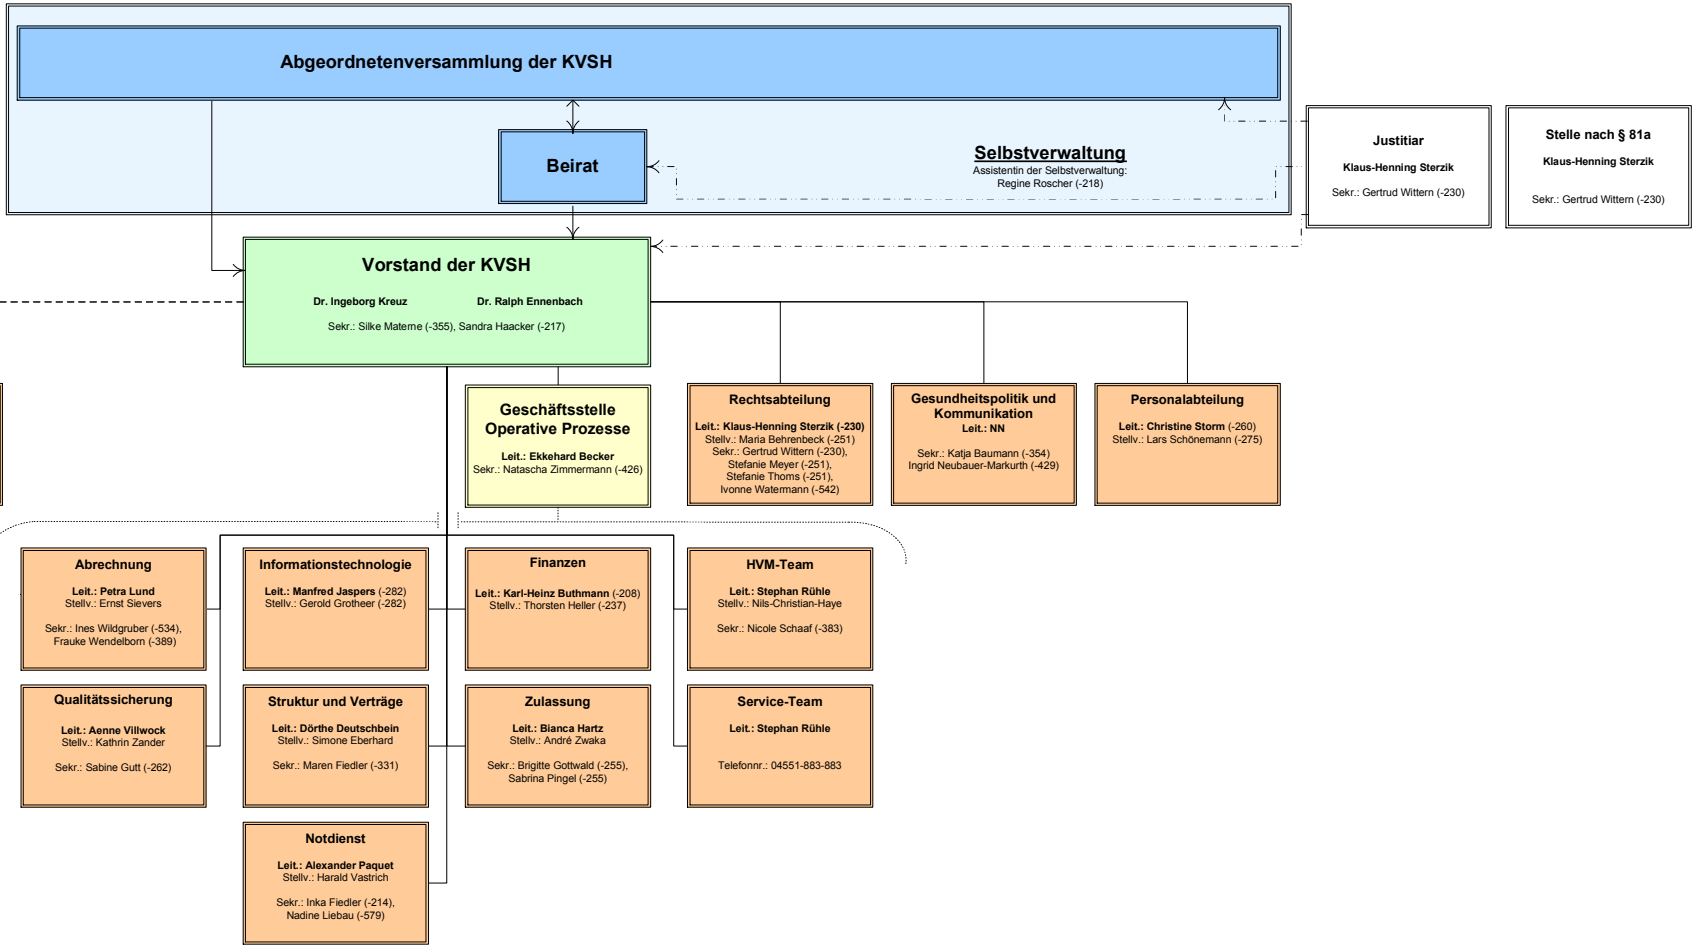 Abgeordnetenversammlung der KVSH
Beirat
Selbstverwaltung
Assistentin der Selbstverwaltung:
Regine Roscher (-218)
Justitiar
Klaus-Henning Sterzik
Sekr.: Gertrud Wittern (-230)
Stelle nach § 81a
Klaus-Henning Sterzik
Sekr.: Gertrud Wittern (-230)
Vorstand der KVSH
Dr. Ingeborg Kreuz Dr. Ralph Ennenbach
Sekr.: Silke Materne (-355), Sandra Haacker (-217)
Geschäftsstelle
Operative Prozesse
Leit.: Ekkehard Becker
Sekr.: Natascha Zimmermann (-426)
Rechtsabteilung
Leit.: Klaus-Henning Sterzik (-230)
Stellv.: Maria Behrenbeck (-251)
Sekr.: Gertrud Wittern (-230),
Stefanie Meyer (-251),
Stefanie Thoms (-251),
Ivonne Watermann (-542)
Gesundheitspolitik und
Kommunikation
Leit.: NN
Sekr.: Katja Baumann (-354)
Ingrid Neubauer-Markurth (-429)
Personalabteilung
Leit.: Christine Storm (-260)
Stellv.: Lars Schönemann (-275)
Abrechnung
Leit.: Petra Lund
Stellv.: Ernst Sievers
Sekr.: Ines Wildgruber (-534),
Frauke Wendelborn (-389)
Informationstechnologie
Leit.: Manfred Jaspers (-282)
Stellv.: Gerold Grotheer (-282)
Finanzen
Leit.: Karl-Heinz Buthmann (-208)
Stellv.: Thorsten Heller (-237)
HVM-Team
Leit.: Stephan Rühle
Stellv.: Nils-Christian-Haye
Sekr.: Nicole Schaaf (-383)
Qualitätssicherung
Leit.: Aenne Villwock
Stellv.: Kathrin Zander
Sekr.: Sabine Gutt (-262)
Struktur und Verträge
Leit.: Dörthe Deutschbein
Stellv.: Simone Eberhard
Sekr.: Maren Fiedler (-331)
Zulassung
Leit.: Bianca Hartz
Stellv.: André Zwaka
Sekr.: Brigitte Gottwald (-255),
Sabrina Pingel (-255)
Service-Team
Leit.: Stephan Rühle
Telefonnr.: 04551-883-883
Notdienst
Leit.: Alexander Paquet
Stellv.: Harald Vastrich
Sekr.: Inka Fiedler (-214),
Nadine Liebau (-579)